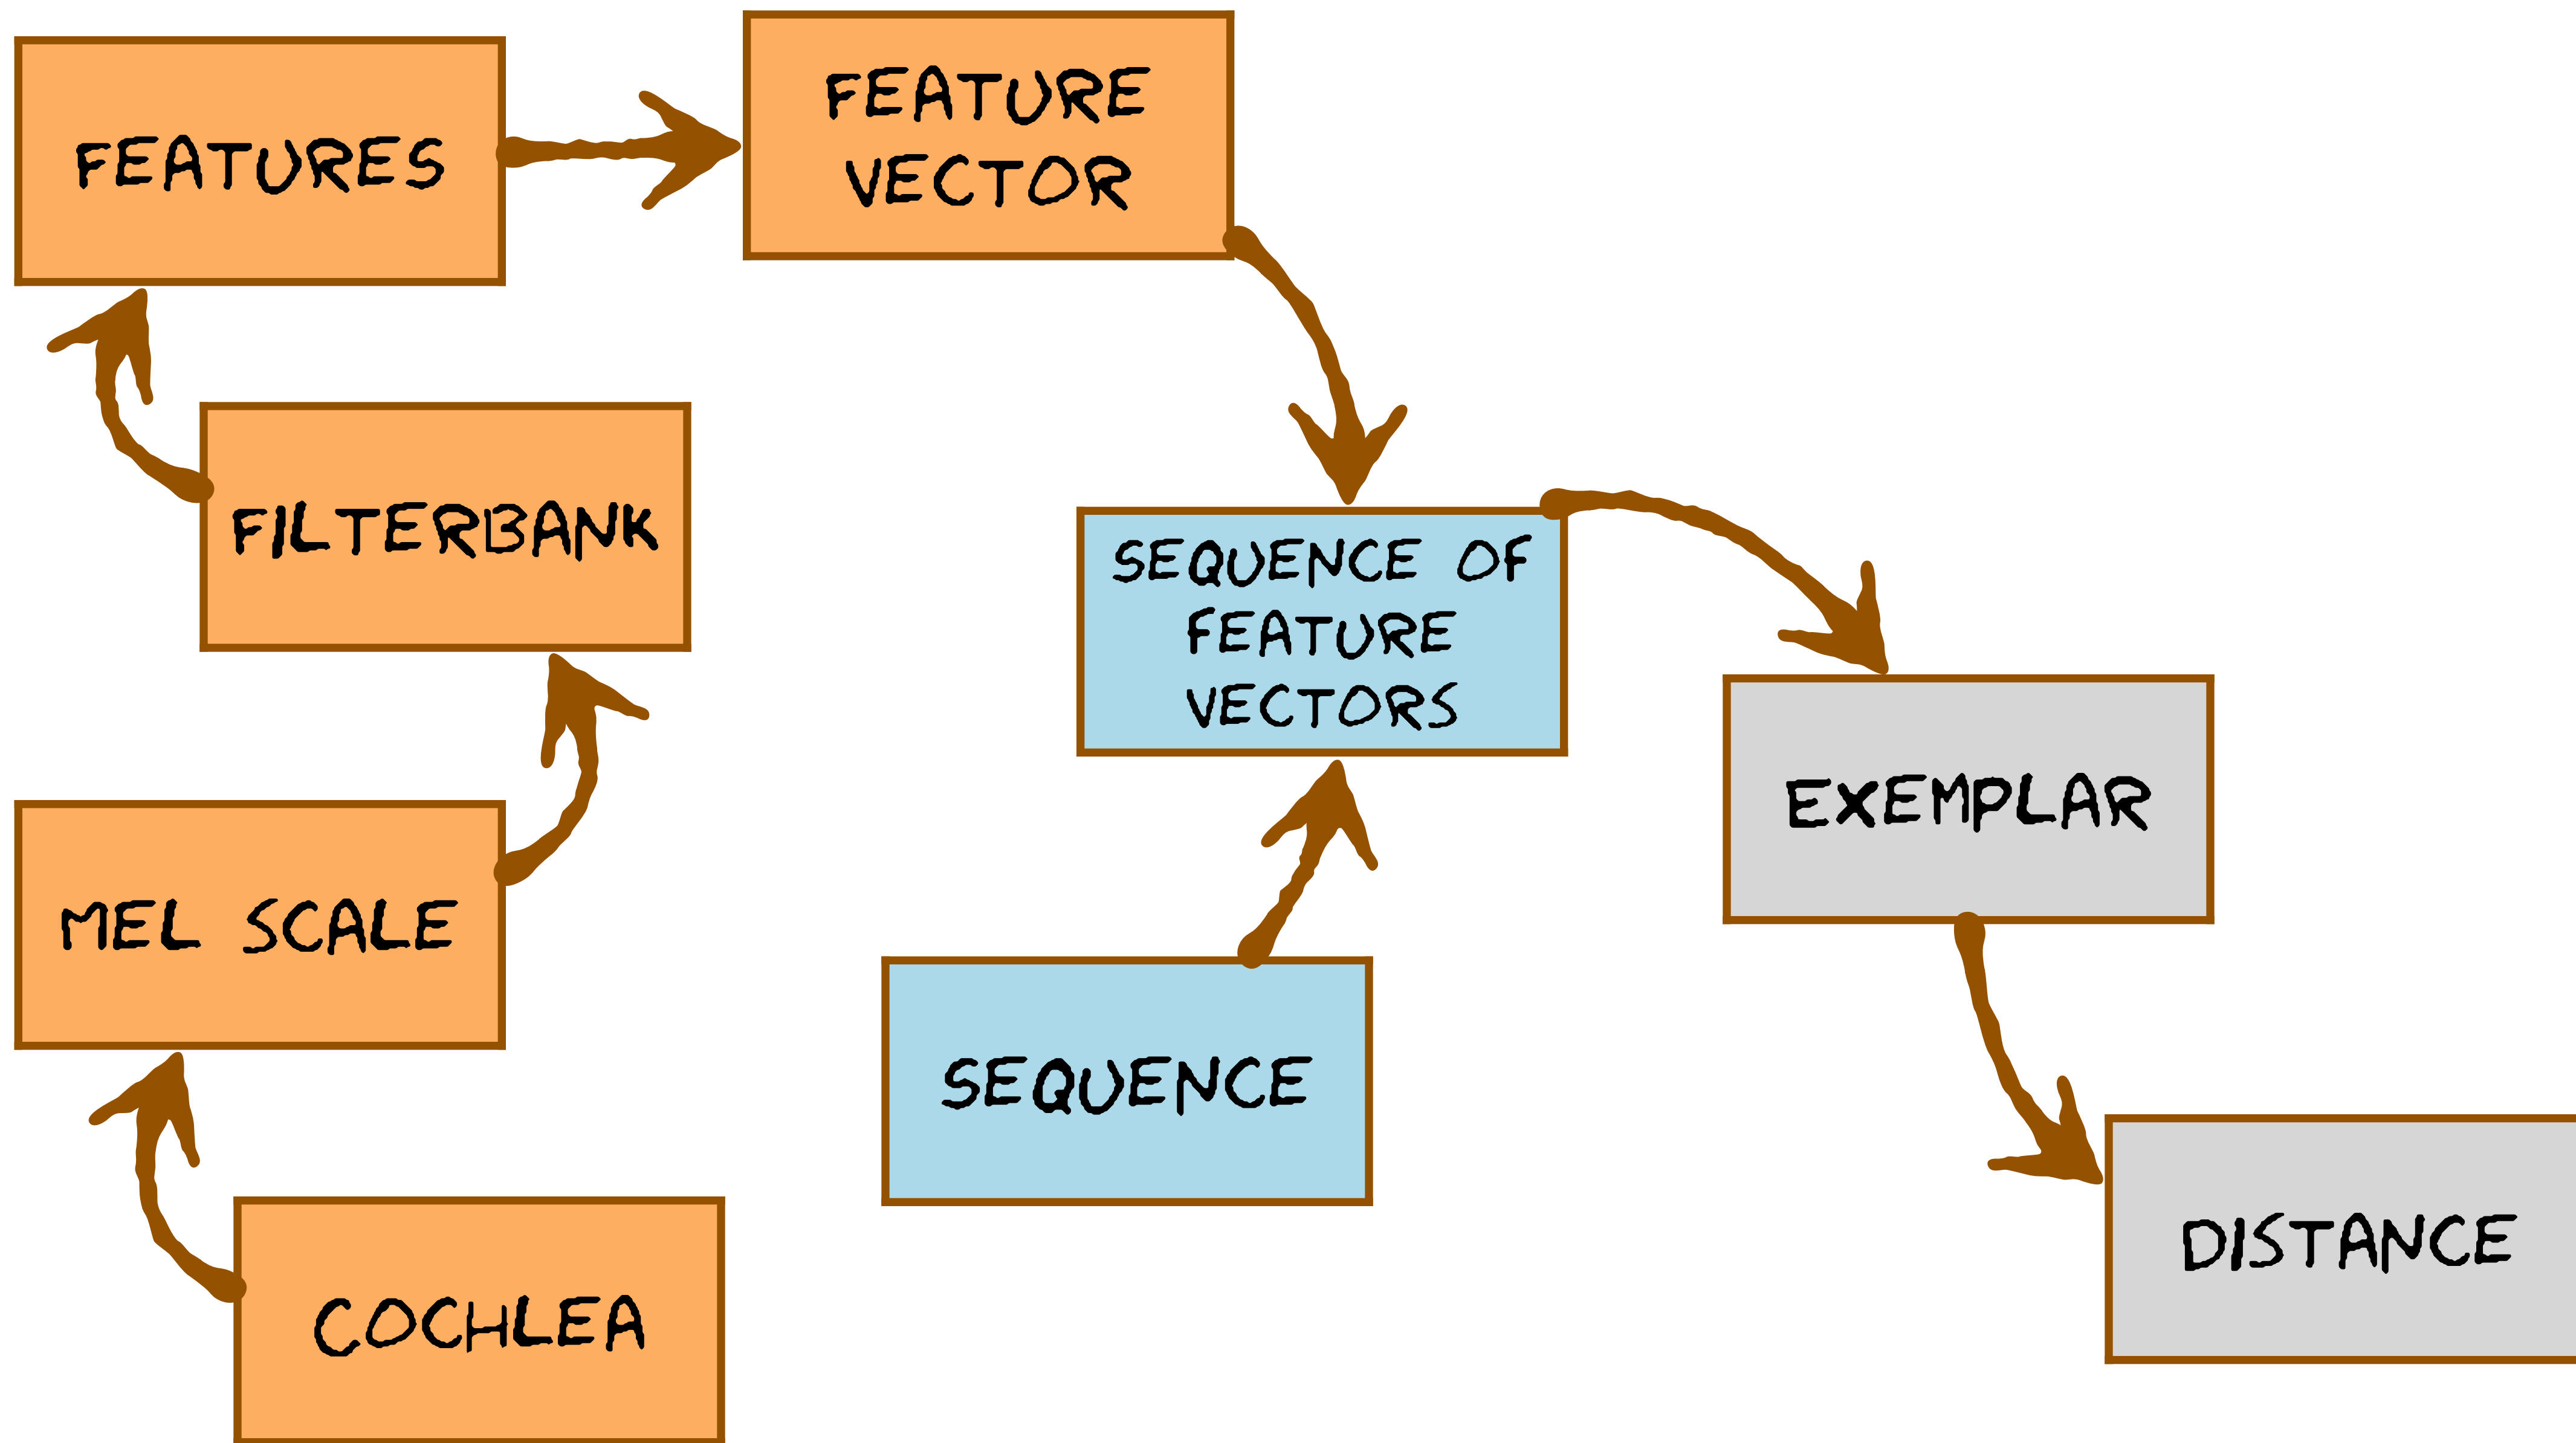 FEATURES
FEATURE
VECTOR
FILTERBANK
SEQUENCE OF
FEATURE
VECTORS
EXEMPLAR
MEL SCALE
SEQUENCE
DISTANCE
COCHLEA